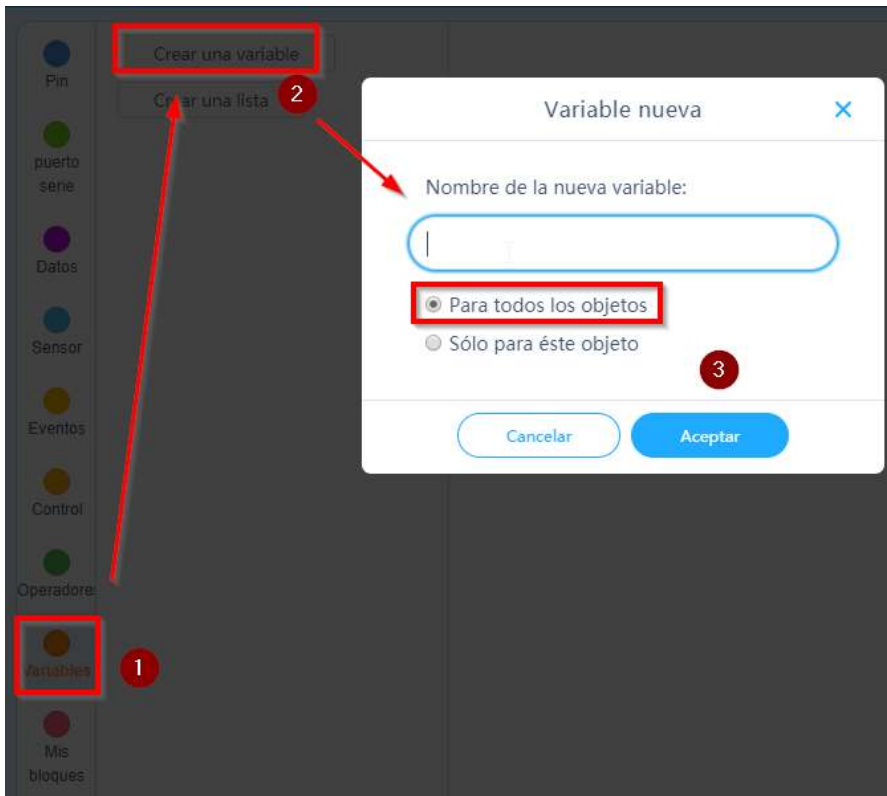 Pin
puerto
serie
Datos
Sensor
Eventos
Control
Operadores
Variables
Mis
bloques
1
Crear una variable
Crear una lista
2
Variable nueva
Nombre de la nueva variable:
Para todos los objetos
Sólo para éste objeto
3
Cancelar
Aceptar